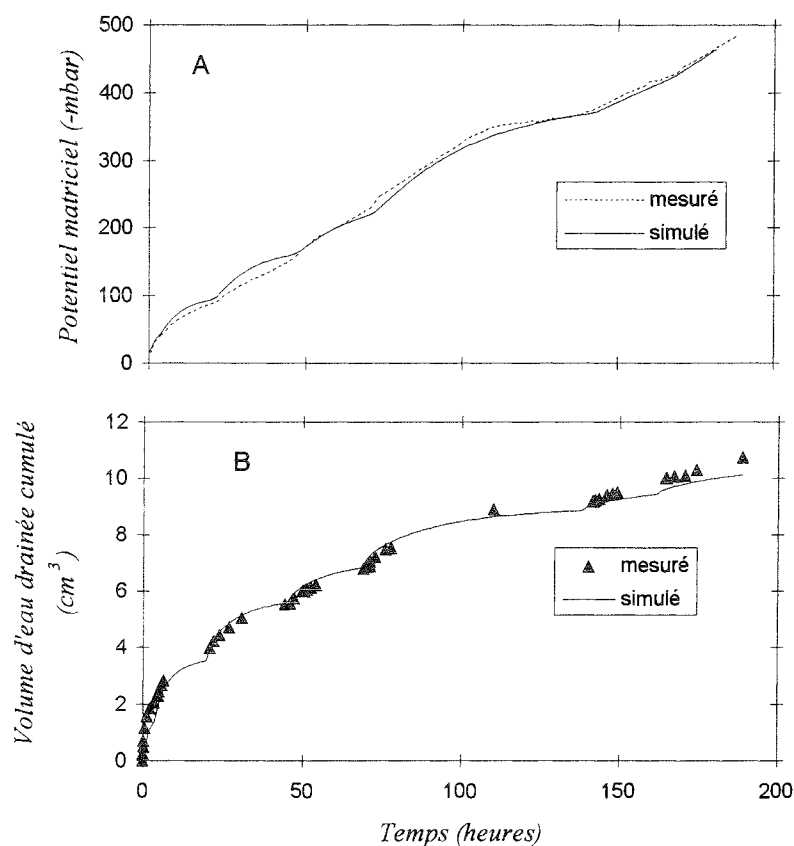 500
400
300
200
100
0
Potentiel matriciel (-mbar)
A
mesuré
simulé
12
10
8
6
4
2
0
Volume d'eau drainée cumulé
(cm³)
B
mesuré
simulé
0
50
100
150
200
Temps (heures)